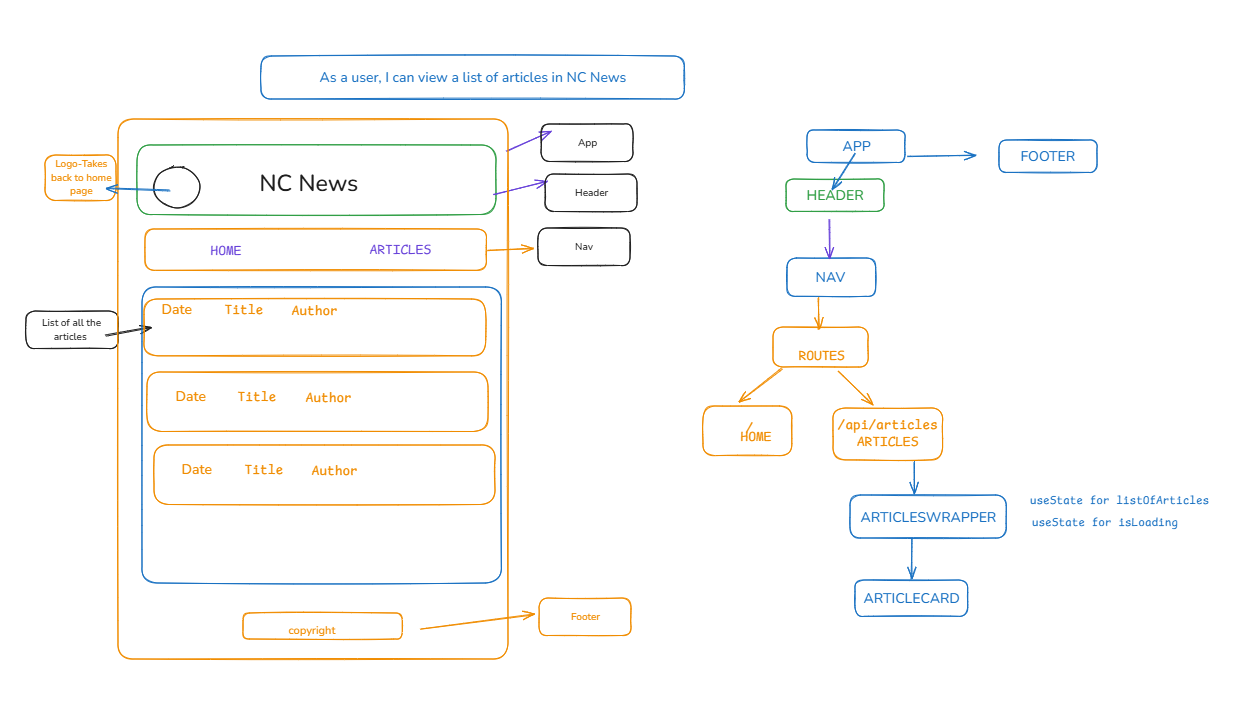 As a user, I can view a list of articles in NC News
Logo-Takes
back to home
page
NC News
App
Header
HOME
ARTICLES
Nav
List of all the
articles
Date Title Author
Date Title Author
Date Title Author
copyright
Footer
APP
FOOTER
HEADER
NAV
ROUTES
/
HOME
/api/articles
ARTICLES
ARTICLESWRAPPER
useState for listOfArticles
useState for isLoading
ARTICLECARD